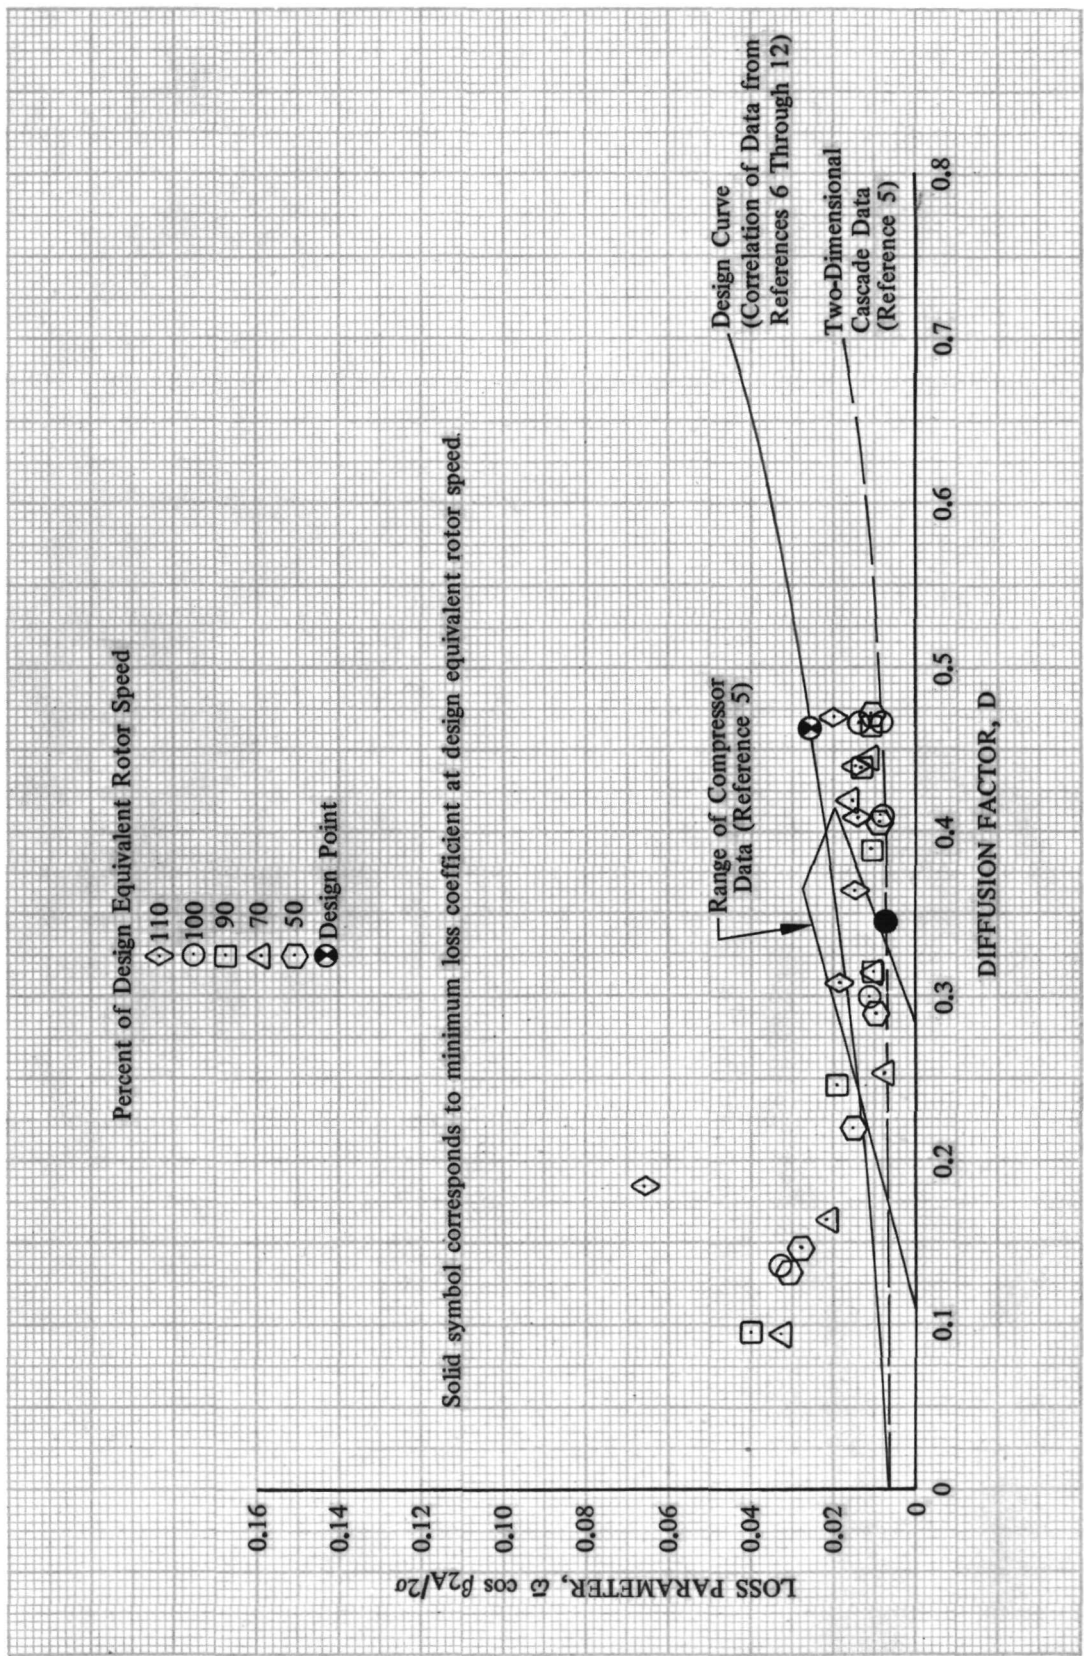 Percent of Design Equivalent Rotor Speed
110
100
90
70
50
Design Point
Solid symbol corresponds to minimum loss coefficient at design equivalent rotor speed.
Range of Compressor
Data (Reference 5)
Design Curve
(Correlation of Data from
References 6 Through 12)
Two-Dimensional
Cascade Data
(Reference 5)
LOSS PARAMETER, ω̄ cos β2A/2σ
0.16
0.14
0.12
0.10
0.08
0.06
0.04
0.02
0
0
0.1
0.2
0.3
0.4
0.5
0.6
0.7
0.8
DIFFUSION FACTOR, D